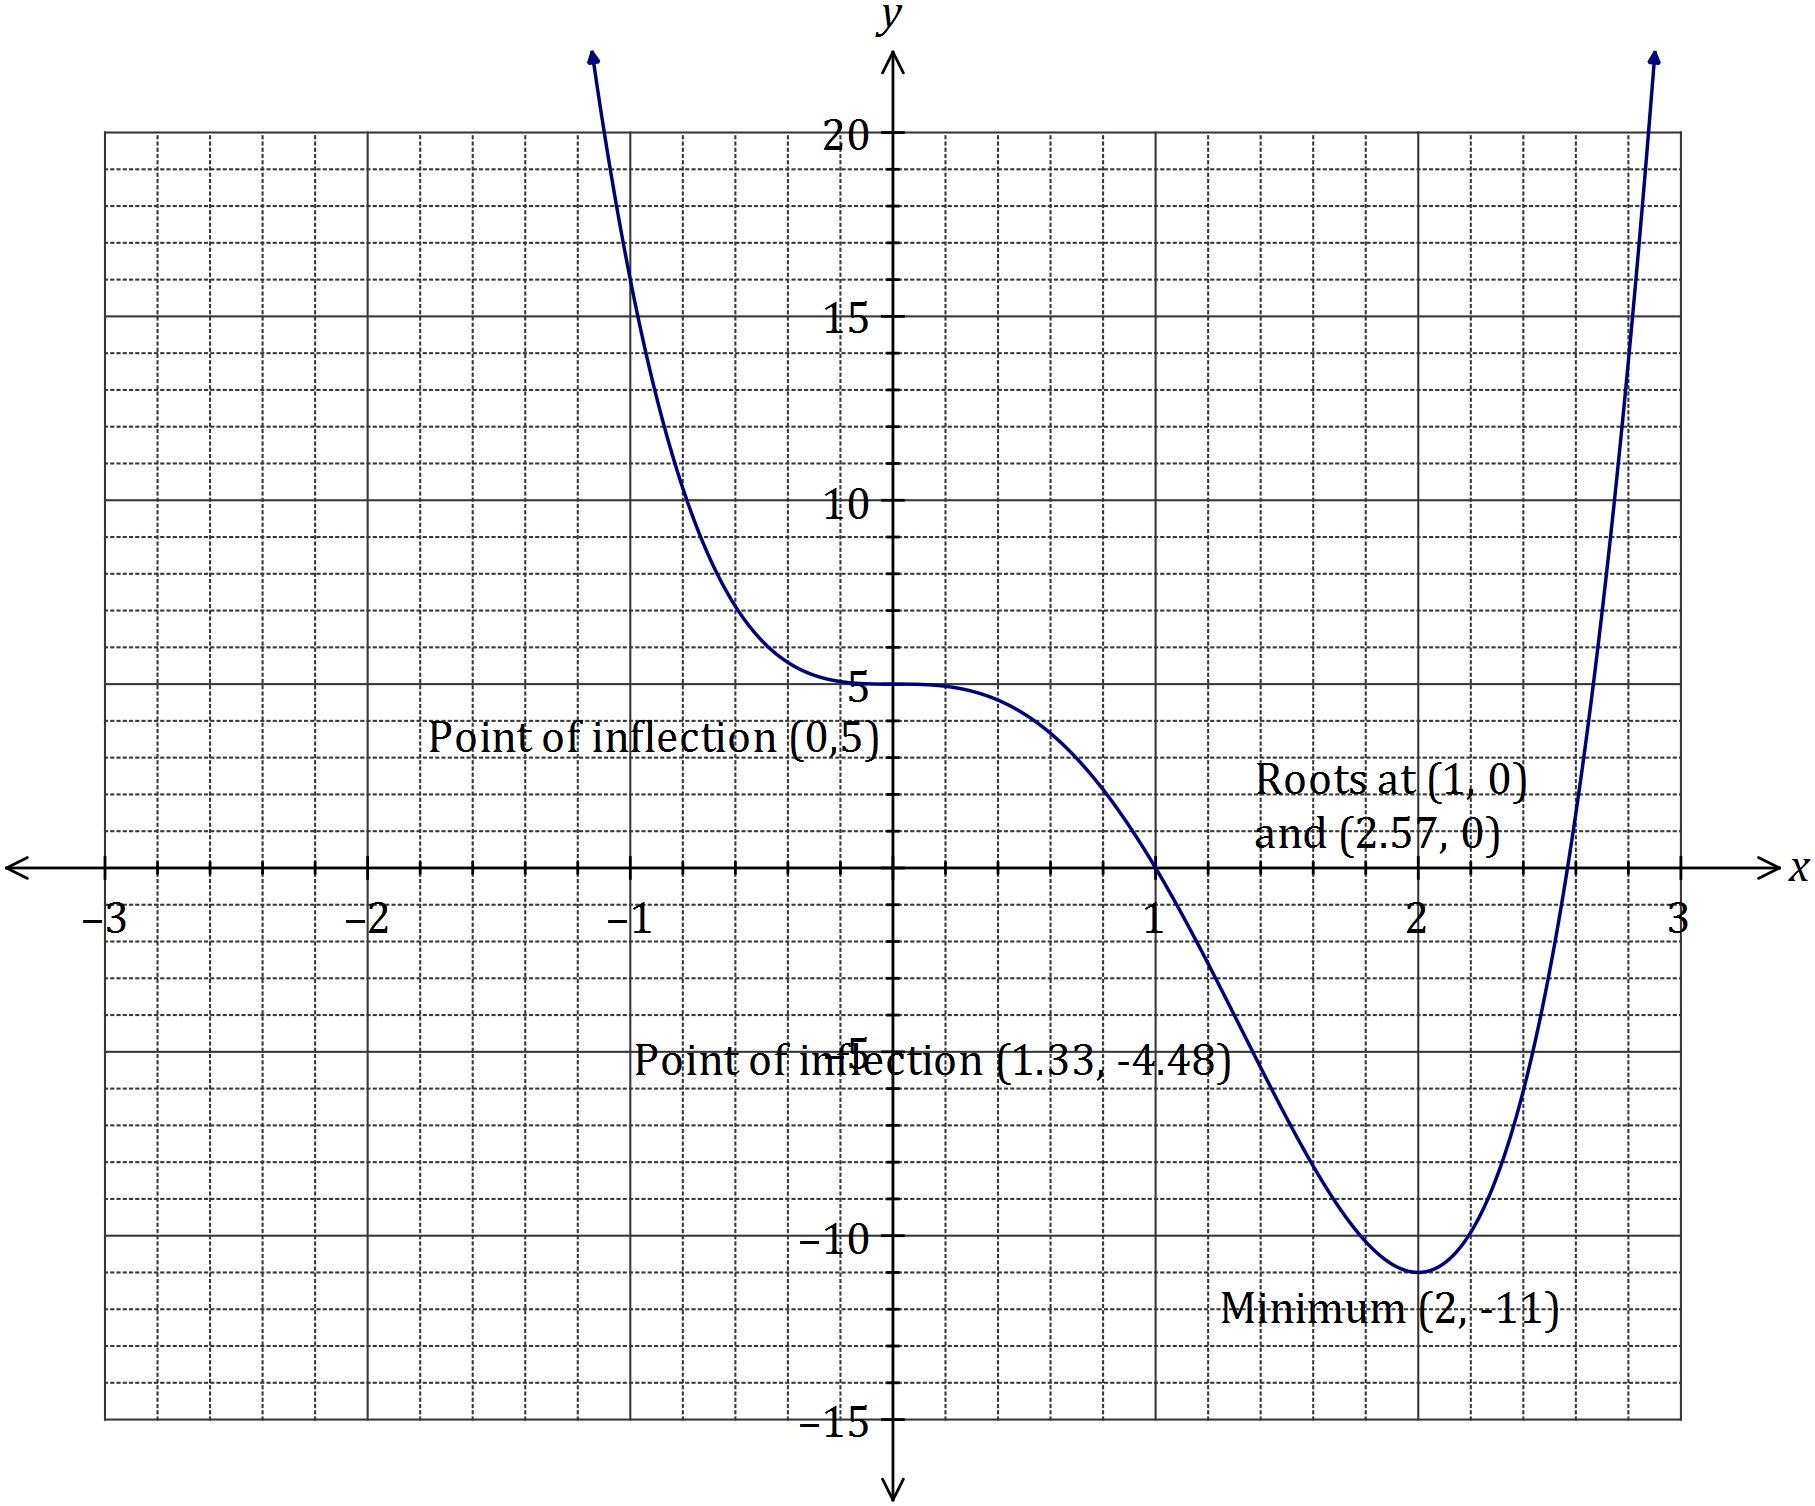 y
20
15
10
5
Point of inflection (0,5)
Roots at (1, 0)
and (2.57, 0)
x
–3
–2
–1
1
2
3
–5
Point of inflection (1.33, -4.48)
–10
Minimum (2, -11)
–15